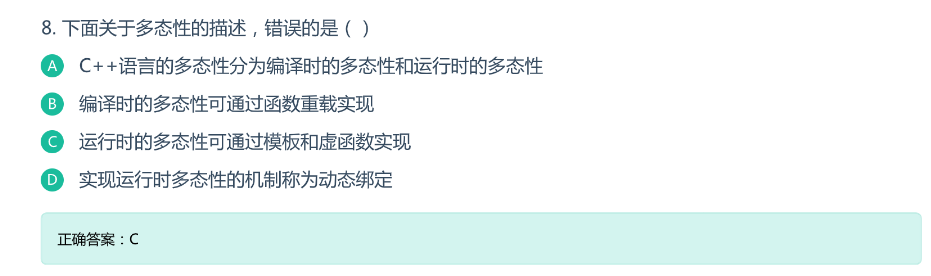 8. 下面关于多态性的描述，错误的是（ ）
A C++语言的多态性分为编译时的多态性和运行时的多态性
B 编译时的多态性可通过函数重载实现
C 运行时的多态性可通过模板和虚函数实现
D 实现运行时多态性的机制称为动态绑定
正确答案：C